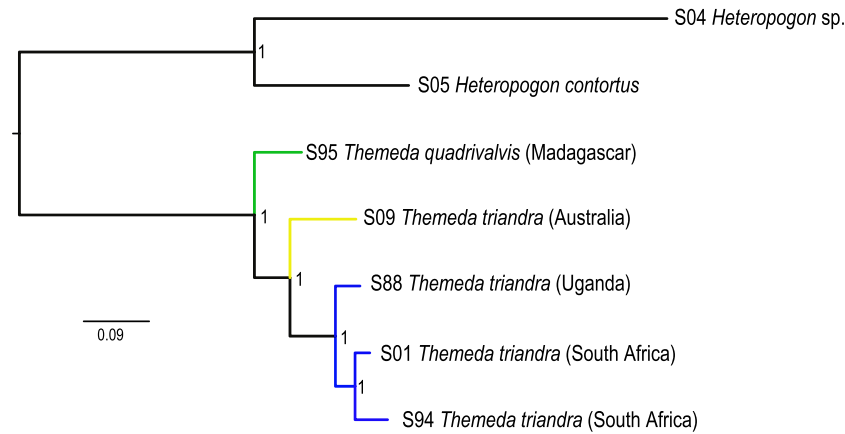 S04 Heteropogon sp.
1
S05 Heteropogon contortus
S95 Themeda quadrivalvis (Madagascar)
1
S09 Themeda triandra (Australia)
1
S88 Themeda triandra (Uganda)
0.09
1
S01 Themeda triandra (South Africa)
1
S94 Themeda triandra (South Africa)